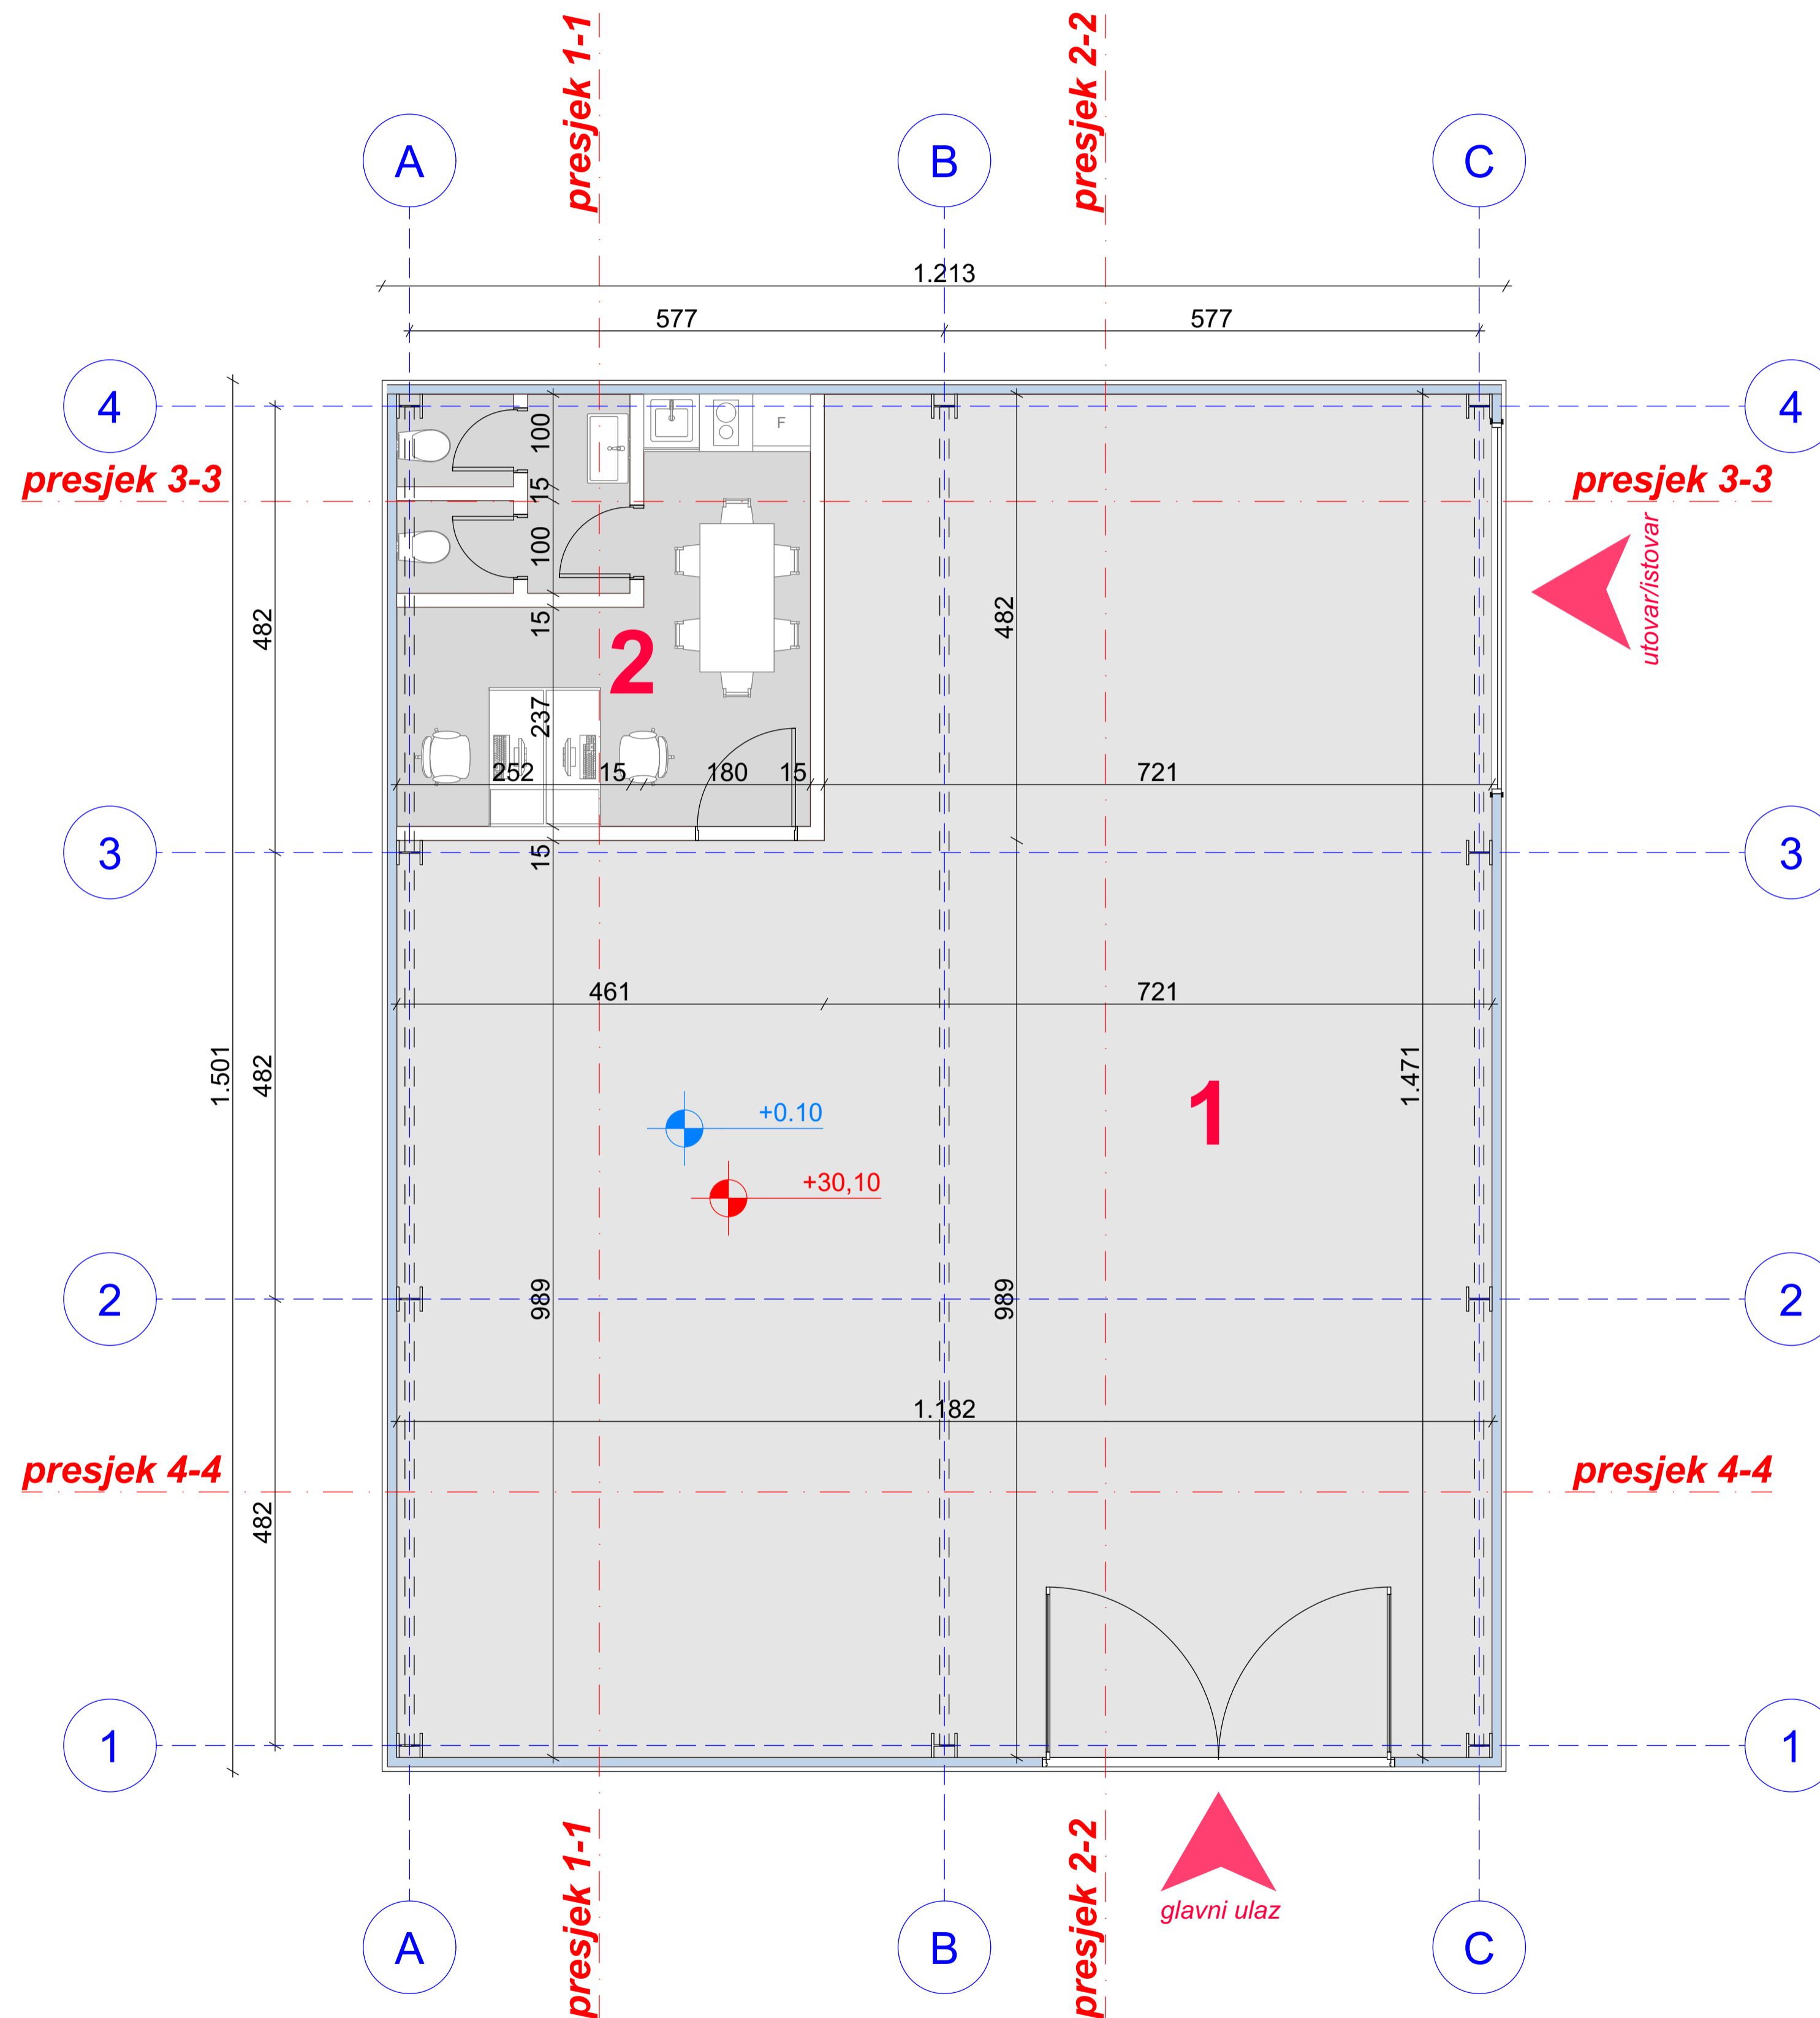 presjek 1-1
presjek 2-2
A
B
C
1.213
577
577
4
4
presjek 3-3
presjek 3-3
100
F
15
100
482
15
482
utovar/istovar
2
237
252
15
180
15
721
3
3
15
461
721
1.501
482
1.471
+0.10
1
+30,10
2
2
989
989
1.182
presjek 4-4
presjek 4-4
482
1
1
presjek 1-1
presjek 2-2
glavni ulaz
A
B
C